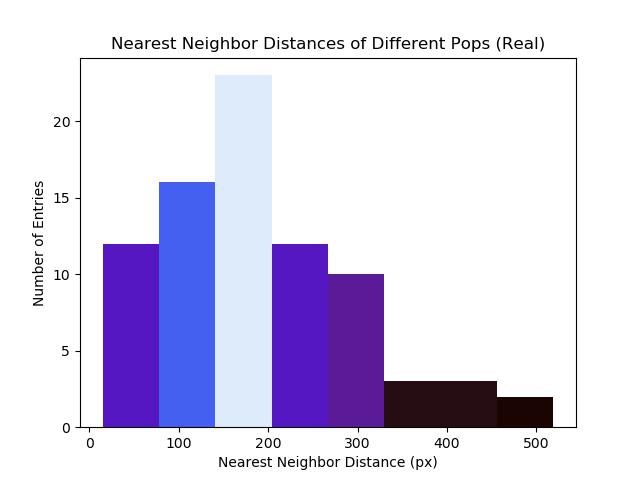 Nearest Neighbor Distances of Different Pops (Real)
Number of Entries
20
15
10
5
0
0 100 200 300 400 500
Nearest Neighbor Distance (px)